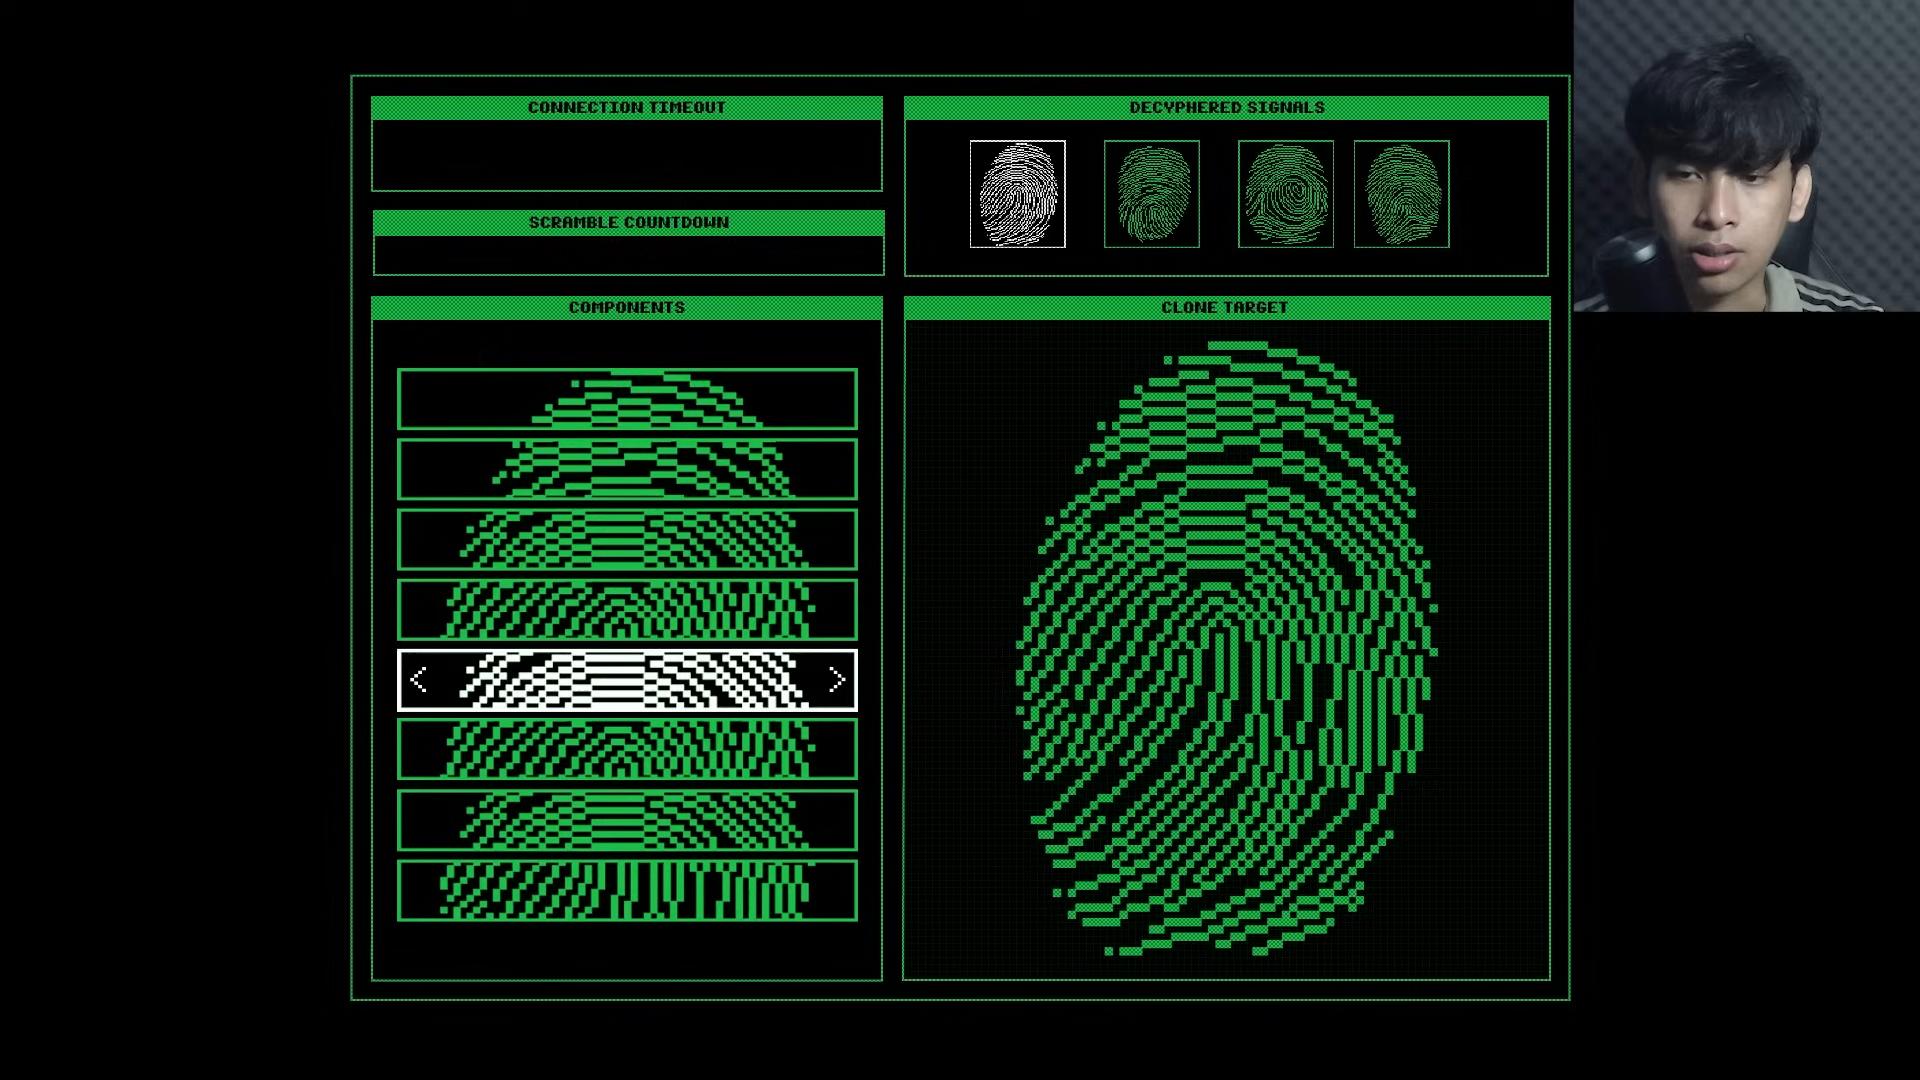 CONNECTION TIMEOUT
DECYPHERED SIGNALS
SCRAMBLE COUNTDOWN
COMPONENTS
CLONE TARGET